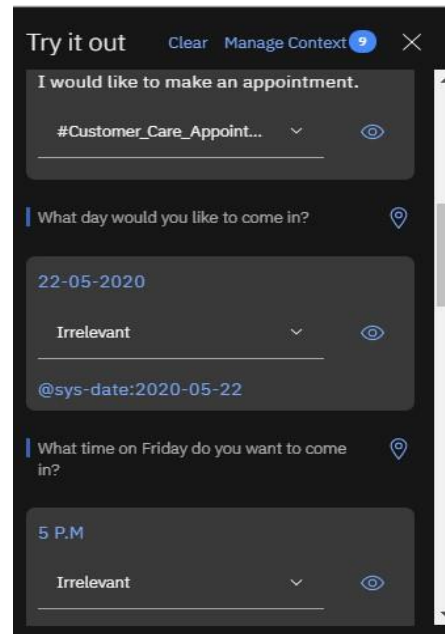 Try it out Clear Manage Context 9
I would like to make an appointment.
#Customer_Care_Appoint...
What day would you like to come in?
22-05-2020
Irrelevant
@sys-date:2020-05-22
What time on Friday do you want to come
in?
5 P.M
Irrelevant